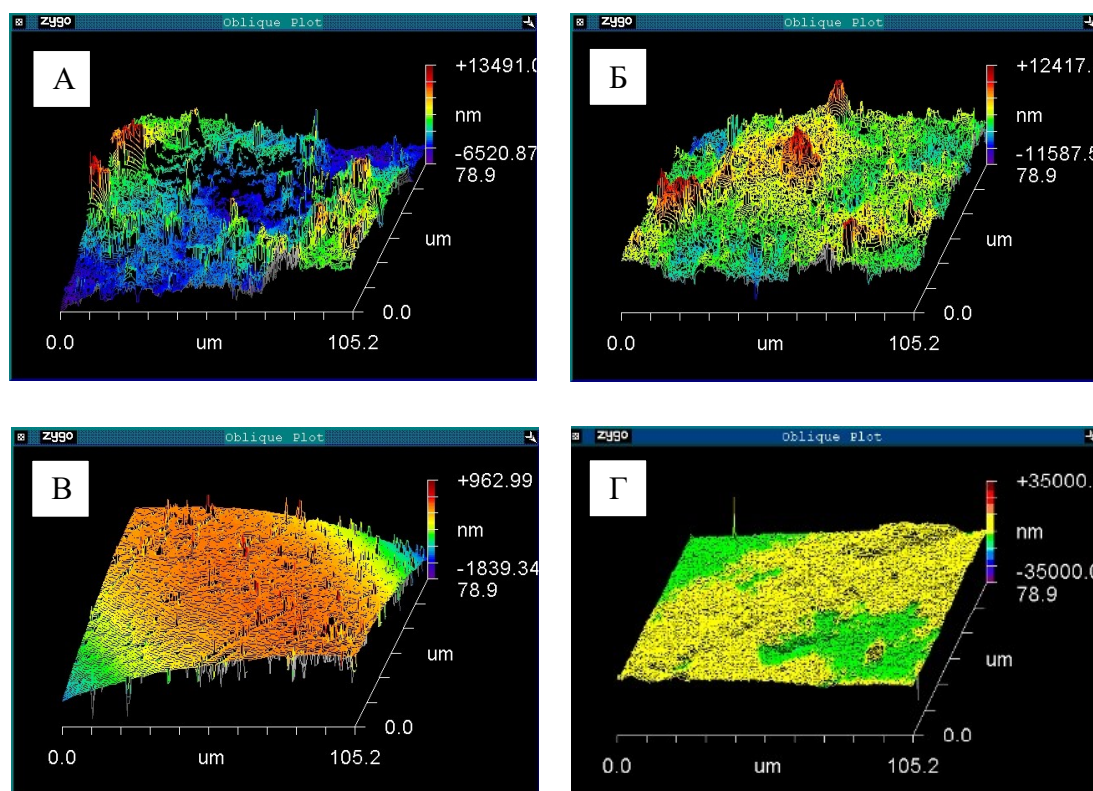 zygo Oblique Plot
А
+13491.0
nm
-6520.87
78.9
um
0.0
0.0 um 105.2
zygo Oblique Plot
Б
+12417.
nm
-11587.5
78.9
um
0.0
0.0 um 105.2
zygo Oblique Plot
В
+962.99
nm
-1839.34
78.9
um
0.0
0.0 um 105.2
zygo Oblique Plot
Г
+35000.
nm
-35000.0
78.9
um
0.0
0.0 um 105.2